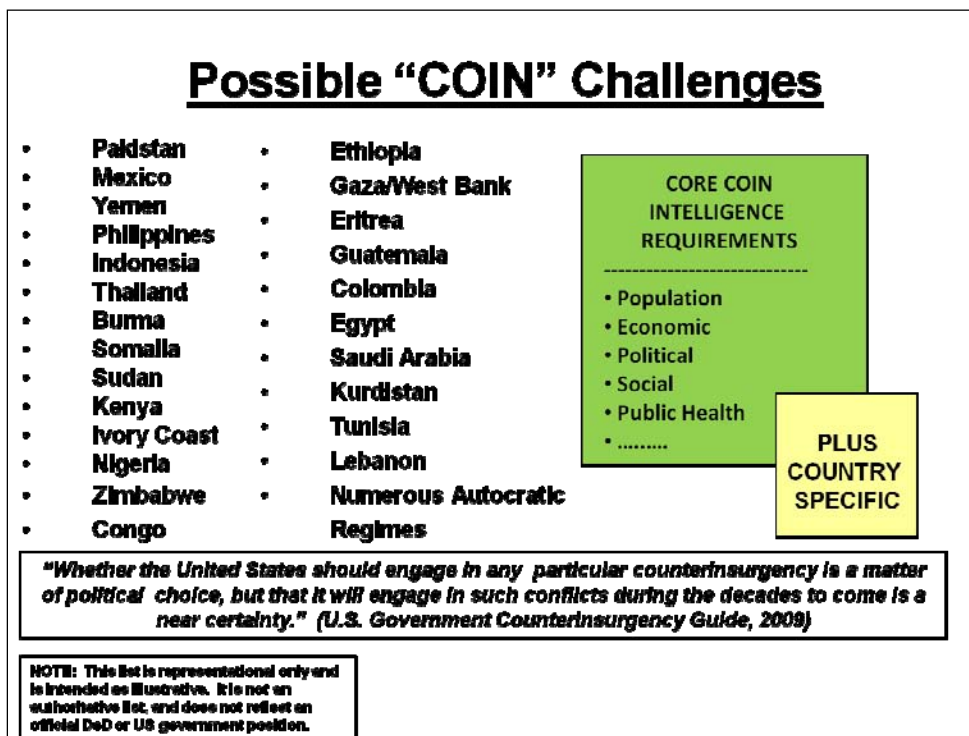 Possible “COIN” Challenges
• Pakistan
• Mexico
• Yemen
• Philippines
• Indonesia
• Thailand
• Burma
• Somalia
• Sudan
• Kenya
• Ivory Coast
• Nigeria
• Zimbabwe
• Congo
• Ethiopia
• Gaza/West Bank
• Eritrea
• Guatemala
• Colombia
• Egypt
• Saudi Arabia
• Kurdistan
• Tunisia
• Lebanon
• Numerous Autocratic
Regimes
CORE COIN
INTELLIGENCE
REQUIREMENTS
-----------------------------
• Population
• Economic
• Political
• Social
• Public Health
• .........
PLUS
COUNTRY
SPECIFIC
“Whether the United States should engage in any particular counterinsurgency is a matter
of political choice, but that it will engage in such conflicts during the decades to come is a
near certainty.” (U.S. Government Counterinsurgency Guide, 2009)
NOTE: This list is representational only and
is intended as illustrative. It is not an
authoritative list, and does not reflect an
official DoD or US government position.